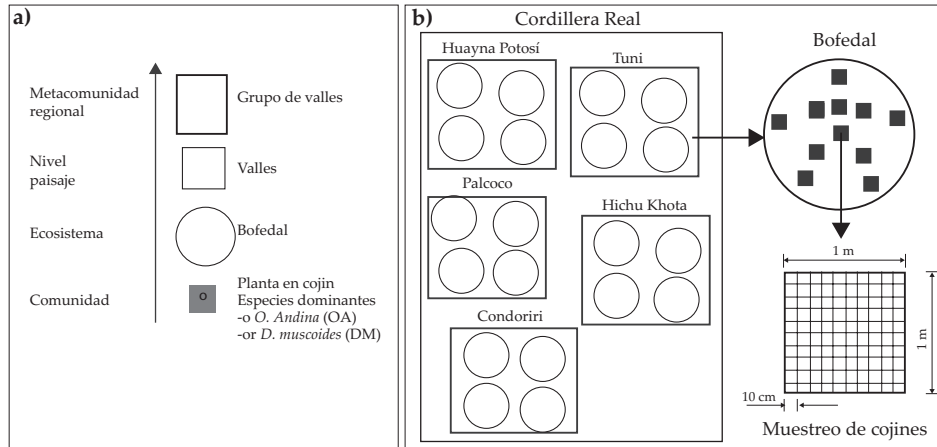 a)
Metacomunidad
regional
Grupo de valles
Nivel
paisaje
Valles
Ecosistema
Bofedal
Comunidad
o
Planta en cojin
Especies dominantes
-o O. Andina (OA)
-or D. muscoides (DM)
b)
Cordillera Real
Huayna Potosí
Tuni
Palcoco
Hichu Khota
Condoriri
Bofedal
1 m
1 m
10 cm
Muestreo de cojines